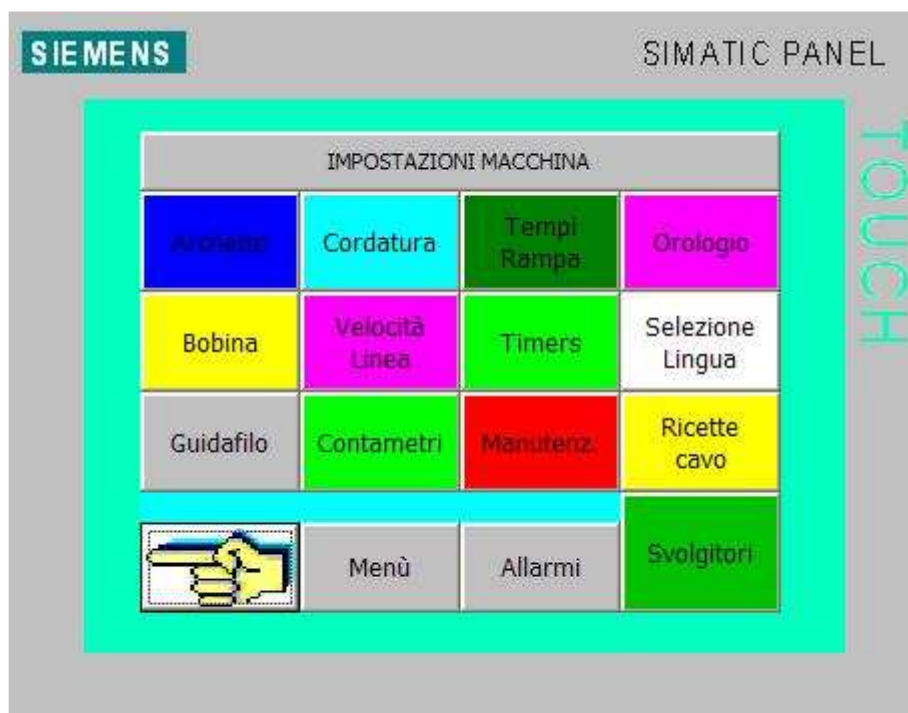 SIEMENS
SIMATIC PANEL
TOUCH
IMPOSTAZIONI MACCHINA
Archetto
Cordatura
Tempi
Rampa
Orologio
Bobina
Velocità
Linea
Timers
Selezione
Lingua
Guidafilo
Contametri
Manutenz.
Ricette
cavo
Menù
Allarmi
Svolgitori